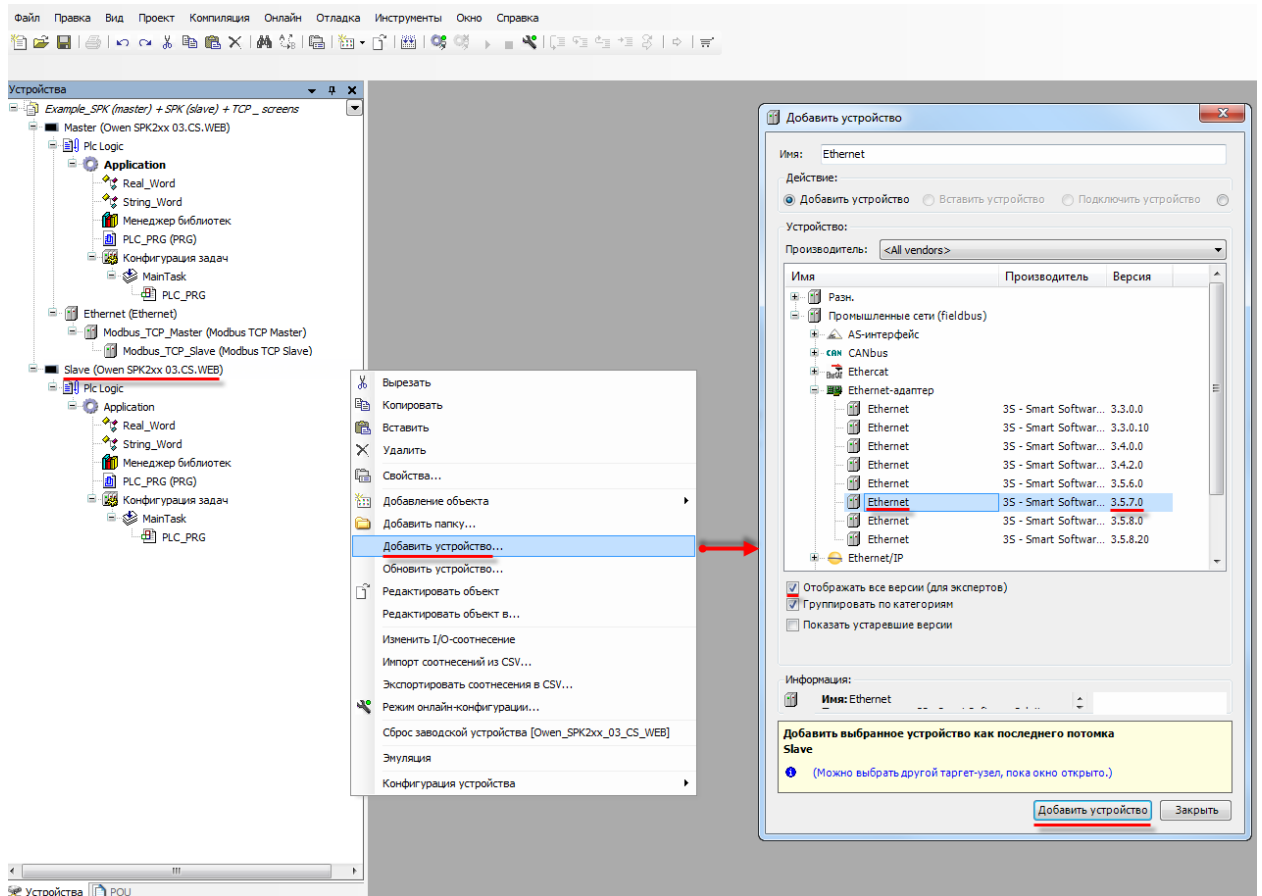 Файл Правка Вид Проект Компиляция Онлайн Отладка Инструменты Окно Справка
Устройства
Example_SPK (master) + SPK (slave) + TCP _ screens
Master (Owen SPK2xx 03.CS.WEB)
Plc Logic
Application
Real_Word
String_Word
Менеджер библиотек
PLC_PRG (PRG)
Конфигурация задач
MainTask
PLC_PRG
Ethernet (Ethernet)
Modbus_TCP_Master (Modbus TCP Master)
Modbus_TCP_Slave (Modbus TCP Slave)
Slave (Owen SPK2xx 03.CS.WEB)
Plc Logic
Application
Real_Word
String_Word
Менеджер библиотек
PLC_PRG (PRG)
Конфигурация задач
MainTask
PLC_PRG
Устройства POU
Вырезать
Копировать
Вставить
Удалить
Свойства...
Добавление объекта
Добавить папку...
Добавить устройство...
Обновить устройство...
Редактировать объект
Редактировать объект в...
Изменить I/O-соотнесение
Импорт соотнесений из CSV...
Экспортировать соотнесения в CSV...
Режим онлайн-конфигурации...
Сброс заводской устройства [Owen_SPK2xx_03_CS_WEB]
Эмуляция
Конфигурация устройства
Добавить устройство
Имя: Ethernet
Действие:
Добавить устройство Вставить устройство Подключить устройство
Устройство:
Производитель: <All vendors>
Имя Производитель Версия
Разн.
Промышленные сети (fieldbus)
AS-интерфейс
CAN CANbus
Ethercat
Ethernet-адаптер
Ethernet 3S - Smart Softwar... 3.3.0.0
Ethernet 3S - Smart Softwar... 3.3.0.10
Ethernet 3S - Smart Softwar... 3.4.0.0
Ethernet 3S - Smart Softwar... 3.4.2.0
Ethernet 3S - Smart Softwar... 3.5.6.0
Ethernet 3S - Smart Softwar... 3.5.7.0
Ethernet 3S - Smart Softwar... 3.5.8.0
Ethernet 3S - Smart Softwar... 3.5.8.20
Ethernet/IP
Отображать все версии (для экспертов)
Группировать по категориям
Показать устаревшие версии
Информация:
Имя: Ethernet
Добавить выбранное устройство как последнего потомка
Slave
(Можно выбрать другой таргет-узел, пока окно открыто.)
Добавить устройство Закрыть